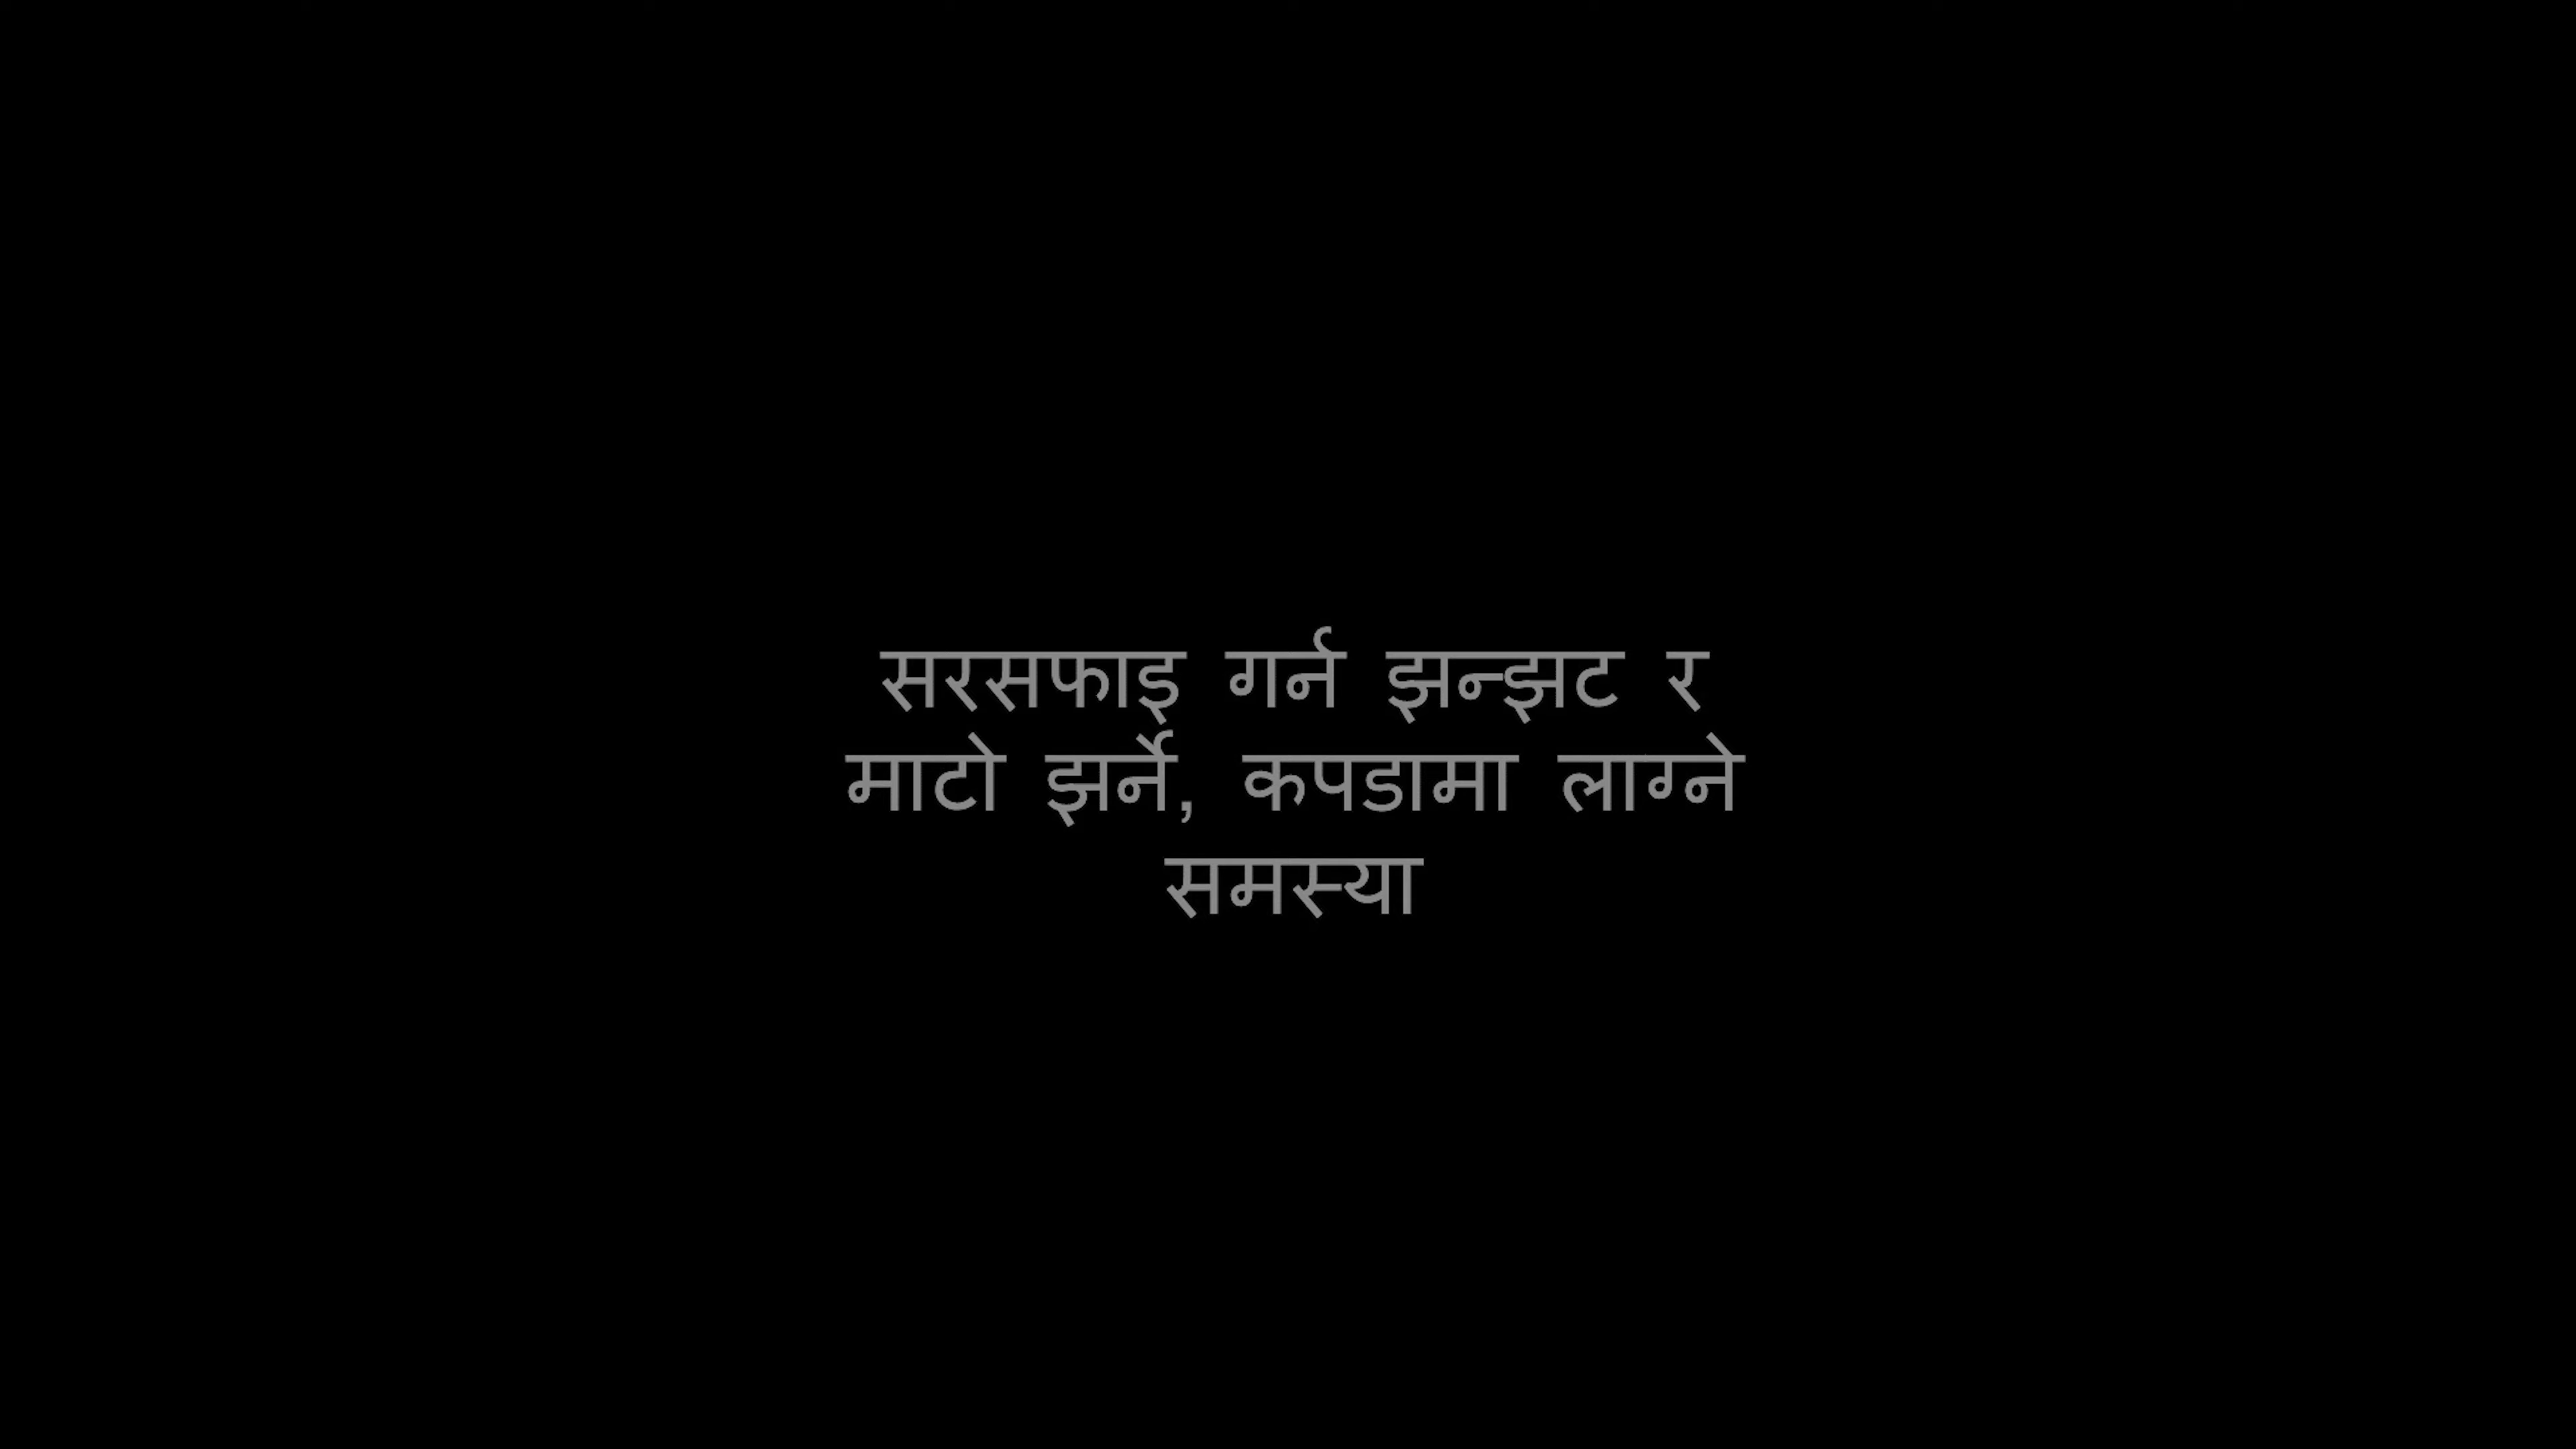 सरसफाइ गर्न झन्झट र
माटो झर्ने, कपडामा लाग्ने
समस्या